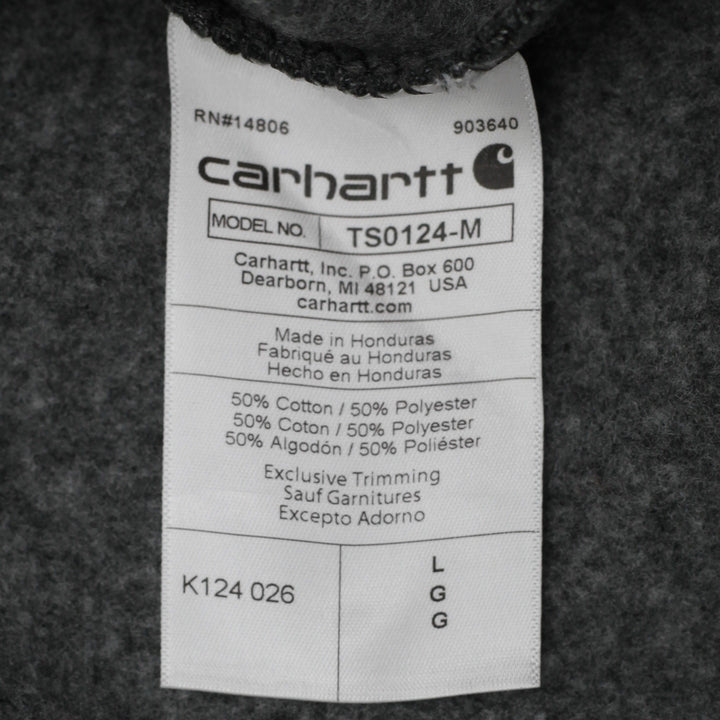 RN#14806 903640
carhartt
MODEL NO. TS0124-M
Carhartt, Inc. P.O. Box 600
Dearborn, MI 48121 USA
carhartt.com
Made in Honduras
Fabriqué au Honduras
Hecho en Honduras
50% Cotton / 50% Polyester
50% Coton / 50% Polyester
50% Algodón / 50% Poliéster
Exclusive Trimming
Sauf Garnitures
Excepto Adorno
K124 026
L
G
G